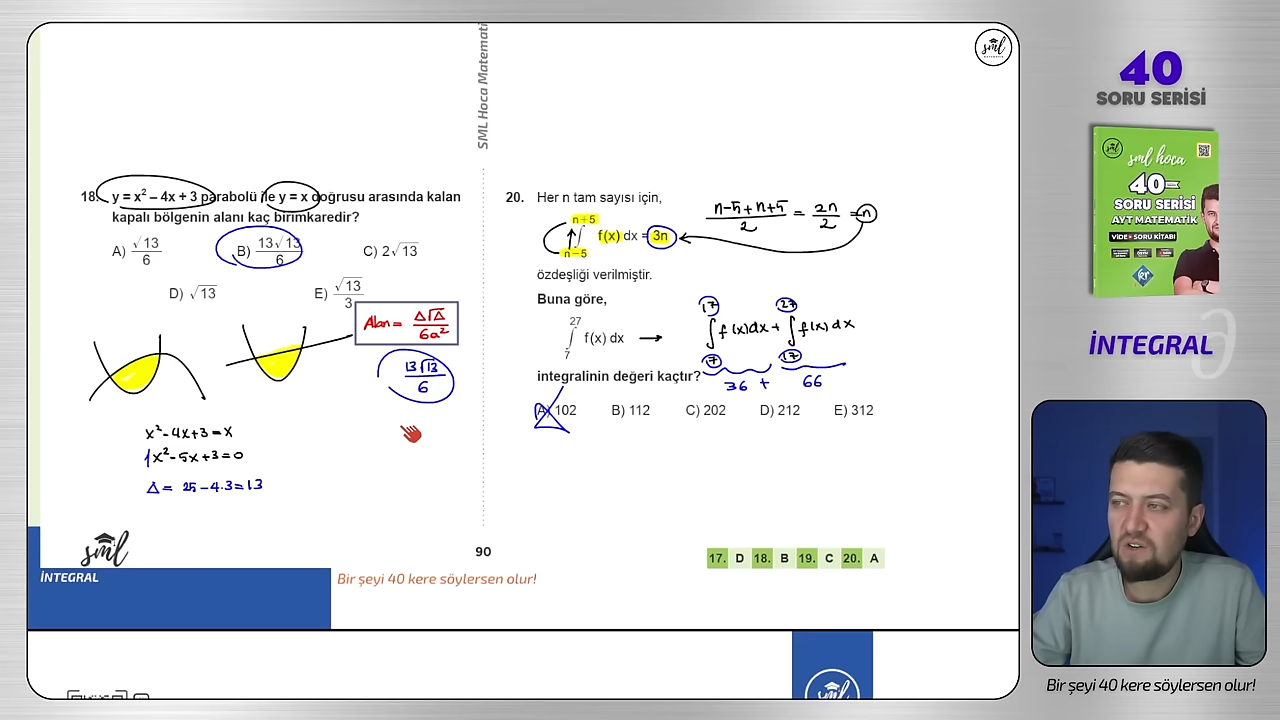 SML Hoca Matemati
sml
18. y = x² – 4x + 3 parabolü ile y = x doğrusu arasında kalan
kapalı bölgenin alanı kaç birimkaredir?
A) √13/6 B) 13√13/6 C) 2√13
D) √13 E) √13/3
Alan = Δ√Δ/6a²
13√13/6
x²-4x+3=x
1x²-5x+3=0
Δ = 25-4.3=13
sml
İNTEGRAL
20. Her n tam sayısı için,
n+5
∫ f(x) dx = 3n
n–5
n-5+n+5/2 = 2n/2 = n
özdeşliği verilmiştir.
Buna göre,
27
∫ f(x) dx →
7
17 27
∫ f(x)dx + ∫ f(x) dx
7 17
integralinin değeri kaçtır?
36 + 66
A) 102 B) 112 C) 202 D) 212 E) 312
90
17. D 18. B 19. C 20. A
Bir şeyi 40 kere söylersen olur!
sml
40
SORU SERİSİ
sml hoca
40
SORU SERİSİ
AYT MATEMATİK
VİDEO SORU KİTABI
İNTEGRAL
Bir şeyi 40 kere söylersen olur!